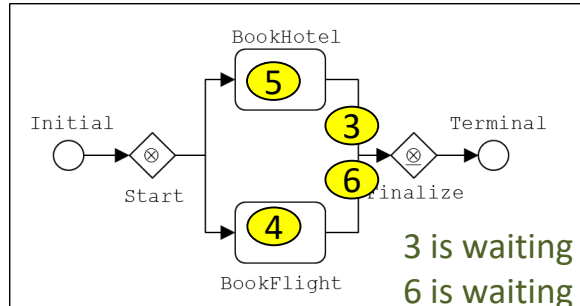 BookHotel
5
Initial
3
Terminal
⊗
⊗
Start
6
Finalize
4
BookFlight
3 is waiting
6 is waiting